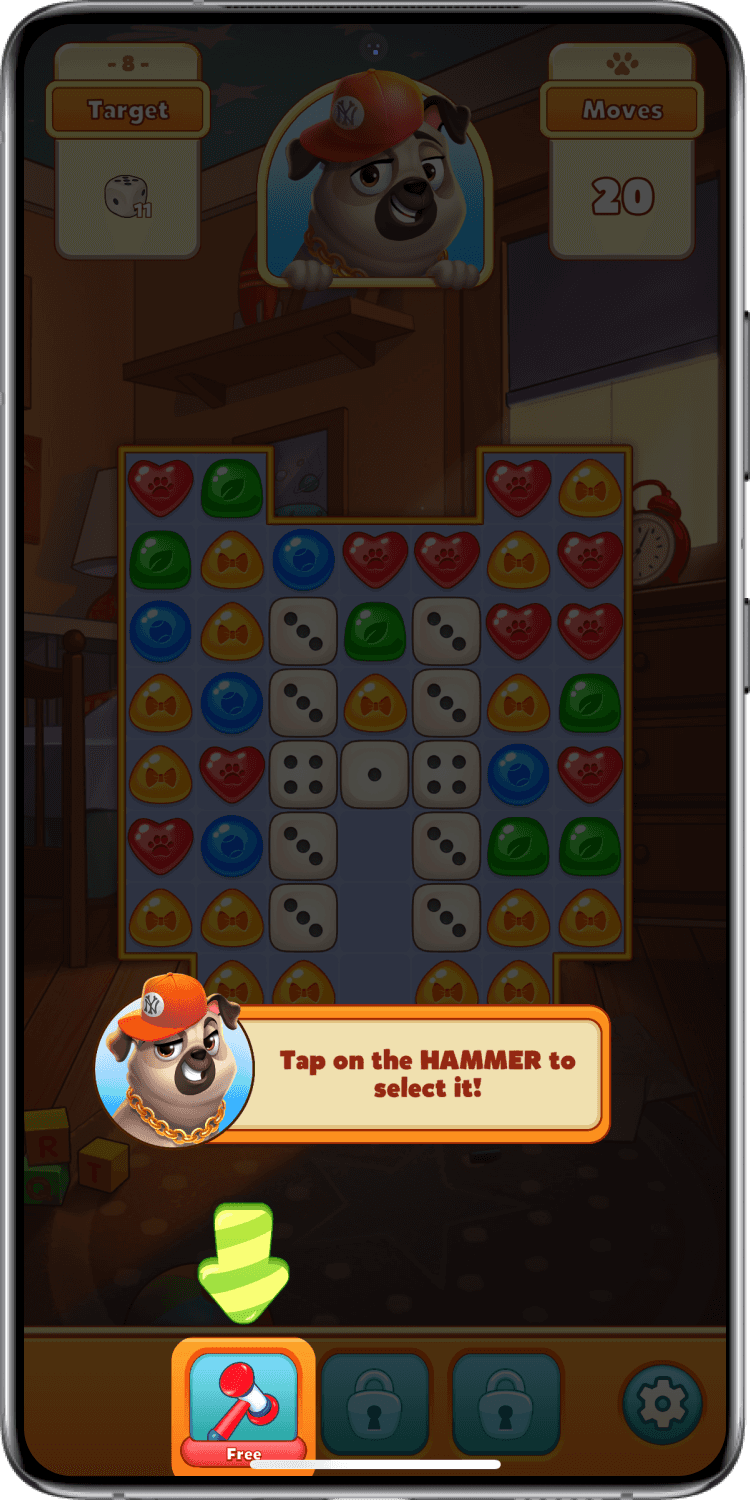 - 8 -
Target
Moves
11
20
Tap on the HAMMER to
select it!
R
T
Free